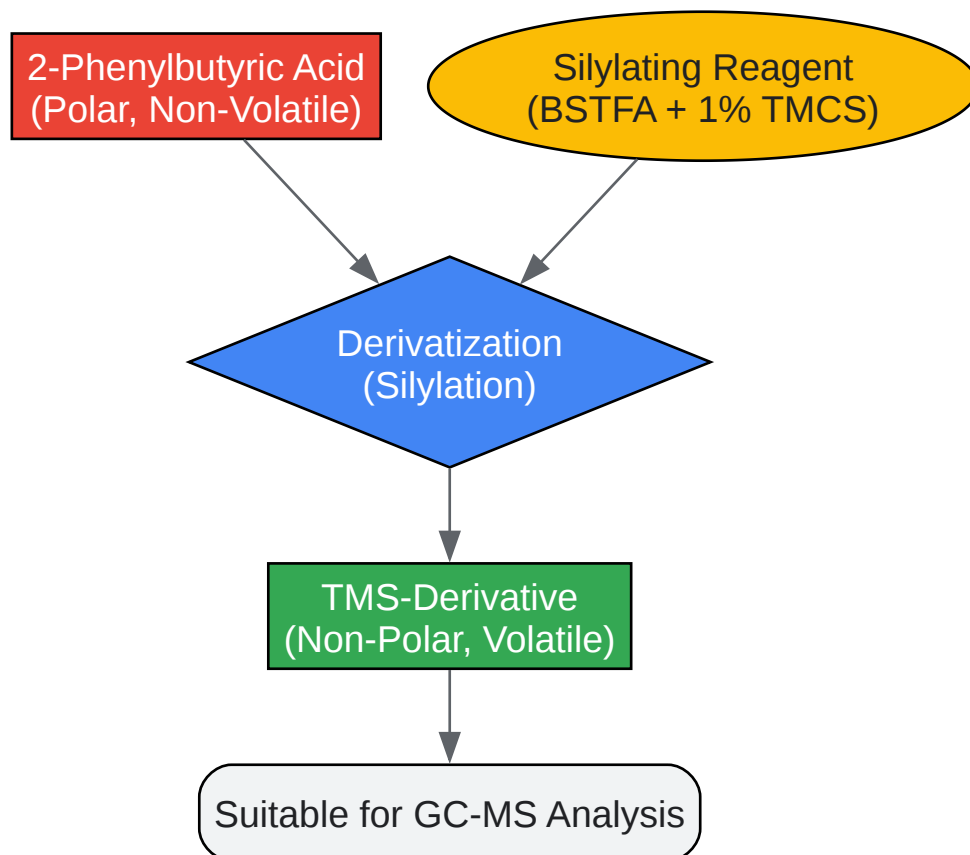 2-Phenylbutyric Acid
(Polar, Non-Volatile)
Silylating Reagent
(BSTFA + 1% TMCS)
Derivatization
(Silylation)
TMS-Derivative
(Non-Polar, Volatile)
Suitable for GC-MS Analysis